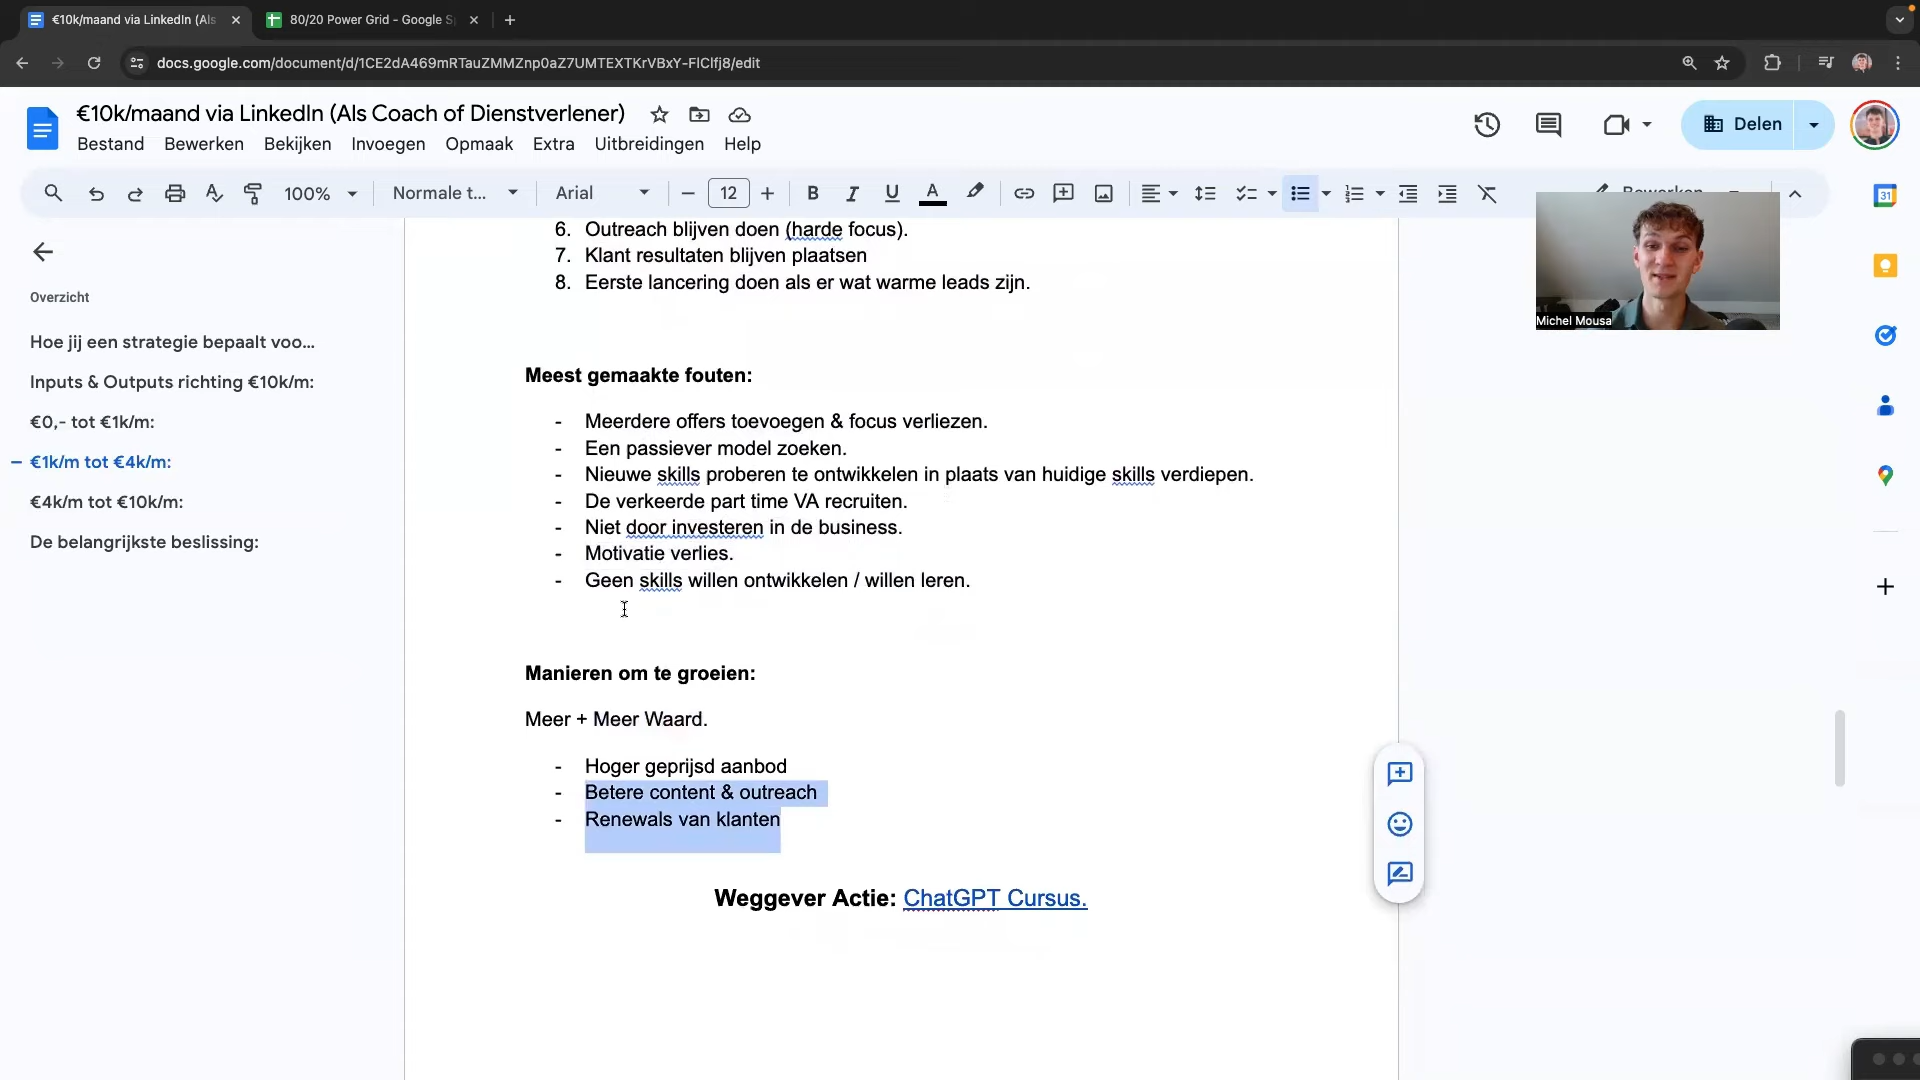 €10k/maand via LinkedIn (Als
80/20 Power Grid - Google S
docs.google.com/document/d/1CE2dA469mRTauZMMZnp0aZ7UMTEXTKrVBxY-FlClfj8/edit
€10k/maand via LinkedIn (Als Coach of Dienstverlener)
Bestand Bewerken Bekijken Invoegen Opmaak Extra Uitbreidingen Help
Delen
100% Normale t... Arial 12 Bewerken
31
Overzicht
Hoe jij een strategie bepaalt voo...
Inputs & Outputs richting €10k/m:
€0,- tot €1k/m:
€1k/m tot €4k/m:
€4k/m tot €10k/m:
De belangrijkste beslissing:
6. Outreach blijven doen (harde focus).
7. Klant resultaten blijven plaatsen
8. Eerste lancering doen als er wat warme leads zijn.
Michel Mousa
Meest gemaakte fouten:
- Meerdere offers toevoegen & focus verliezen.
- Een passiever model zoeken.
- Nieuwe skills proberen te ontwikkelen in plaats van huidige skills verdiepen.
- De verkeerde part time VA recruiten.
- Niet door investeren in de business.
- Motivatie verlies.
- Geen skills willen ontwikkelen / willen leren.
Manieren om te groeien:
Meer + Meer Waard.
- Hoger geprijsd aanbod
- Betere content & outreach
- Renewals van klanten
Weggever Actie: ChatGPT Cursus.